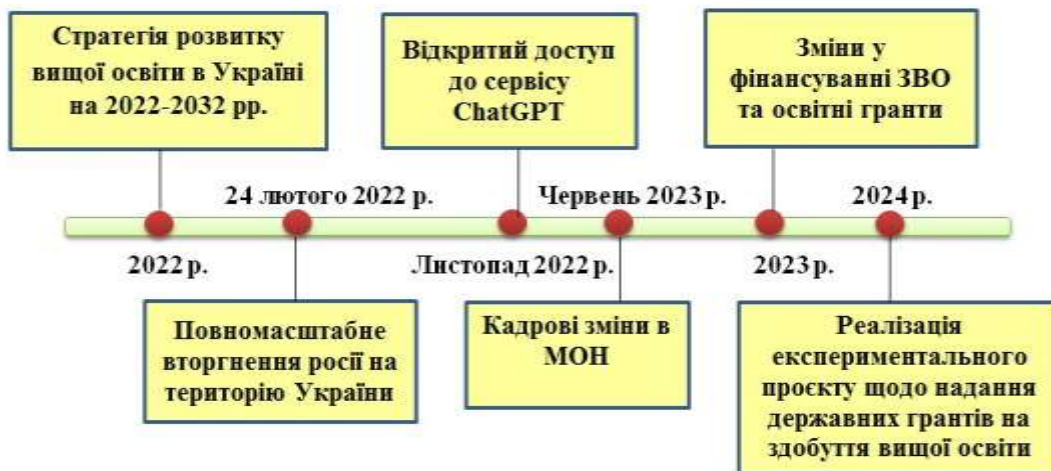 Стратегія розвитку
вищої освіти в Україні
на 2022-2032 рр.
Відкритий доступ
до сервісу
ChatGPT
Зміни у
фінансуванні ЗВО
та освітні гранти
24 лютого 2022 р.
Червень 2023 р.
2024 р.
2022 р.
Листопад 2022 р.
2023 р.
Повномасштабне
вторгнення росії на
територію України
Кадрові зміни в
МОН
Реалізація
експериментального
проєкту щодо надання
державних грантів на
здобуття вищої освіти